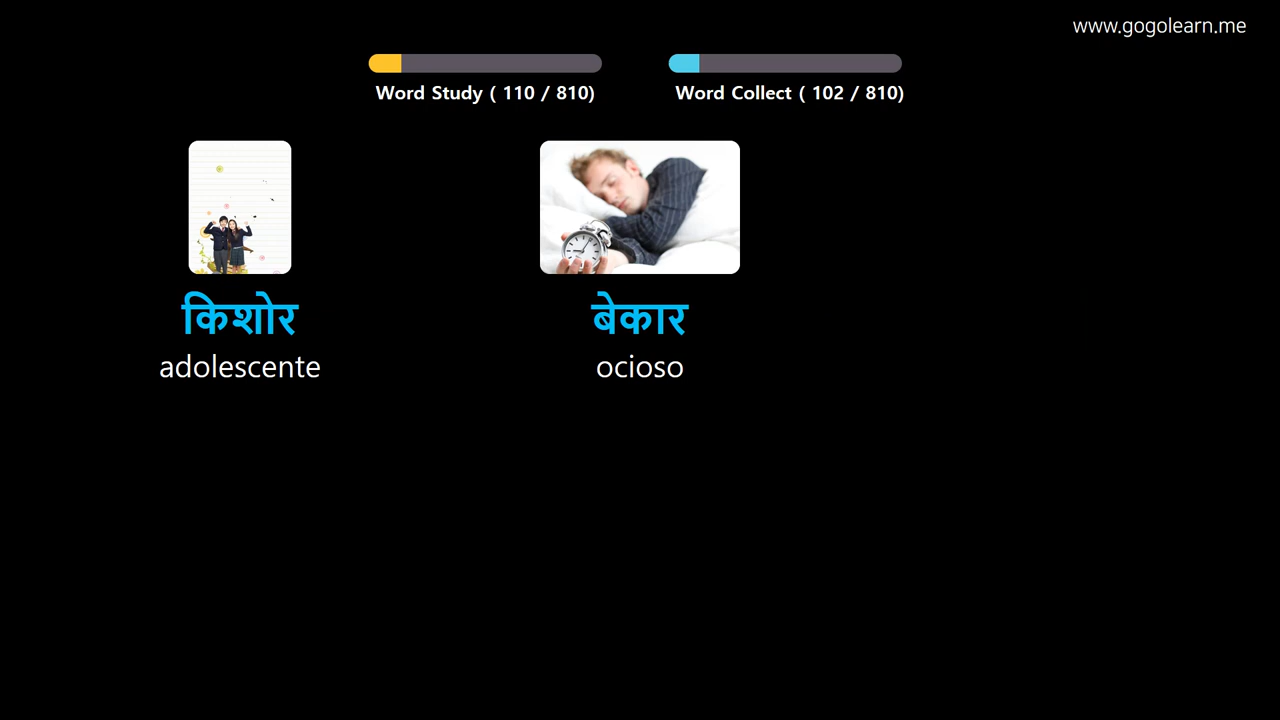 www.gogolearn.me
Word Study ( 110 / 810)
Word Collect ( 102 / 810)
किशोर
adolescente
बेकार
ocioso